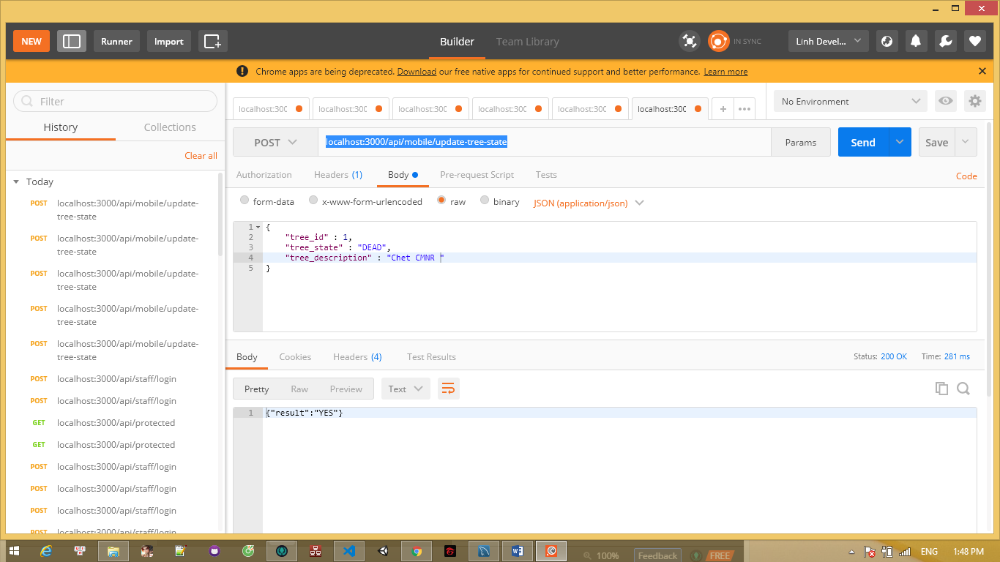 NEW Runner Import Builder Team Library IN SYNC Linh Devel...
Chrome apps are being deprecated. Download our free native apps for continued support and better performance. Learn more
Filter
History Collections
Clear all
Today
POST localhost:3000/api/mobile/update-
tree-state
POST localhost:3000/api/mobile/update-
tree-state
POST localhost:3000/api/mobile/update-
tree-state
POST localhost:3000/api/mobile/update-
tree-state
POST localhost:3000/api/mobile/update-
tree-state
POST localhost:3000/api/staff/login
POST localhost:3000/api/staff/login
GET localhost:3000/api/protected
GET localhost:3000/api/protected
POST localhost:3000/api/staff/login
POST localhost:3000/api/staff/login
POST localhost:3000/api/staff/login
POST localhost:3000/api/staff/login
localhost:300 localhost:300 localhost:300 localhost:300 localhost:300 localhost:300 + ••• No Environment
POST localhost:3000/api/mobile/update-tree-state Params Send Save
Authorization Headers (1) Body Pre-request Script Tests Code
form-data x-www-form-urlencoded raw binary JSON (application/json)
1 {
2 "tree_id" : 1,
3 "tree_state" : "DEAD",
4 "tree_description" : "Chet CMNR "
5 }
Body Cookies Headers (4) Test Results Status: 200 OK Time: 281 ms
Pretty Raw Preview Text
1 {"result":"YES"}
100% Feedback FREE ENG 1:48 PM